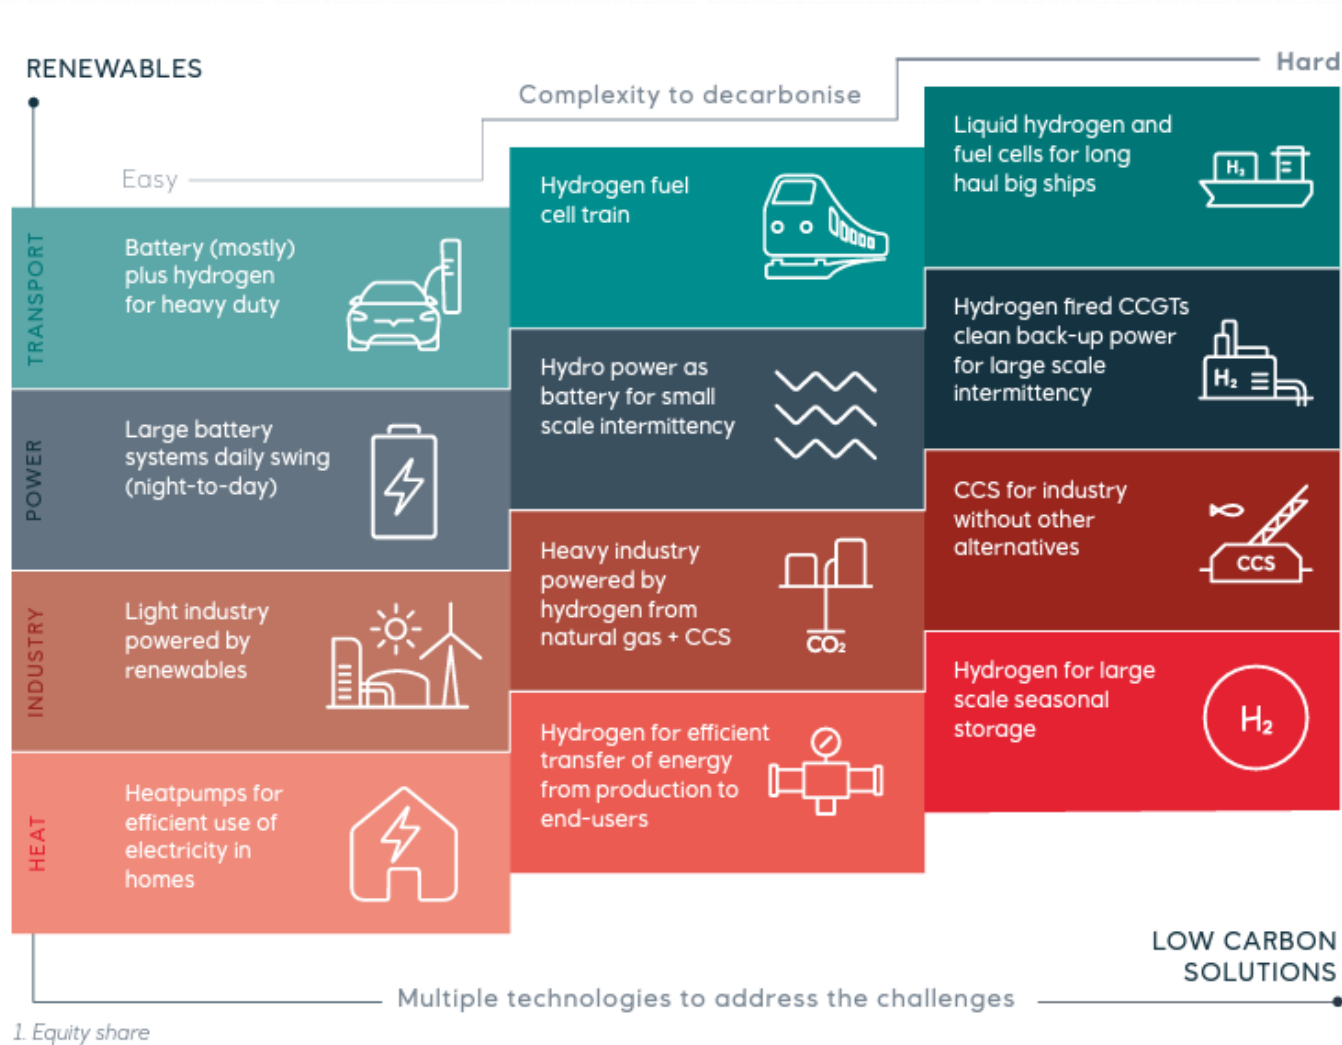 RENEWABLES
Hard
Complexity to decarbonise
Easy
TRANSPORT
Battery (mostly)
plus hydrogen
for heavy duty
Hydrogen fuel
cell train
Liquid hydrogen and
fuel cells for long
haul big ships
H₂
POWER
Large battery
systems daily swing
(night-to-day)
Hydro power as
battery for small
scale intermittency
Hydrogen fired CCGTs
clean back-up power
for large scale
intermittency
H₂
INDUSTRY
Light industry
powered by
renewables
Heavy industry
powered by
hydrogen from
natural gas + CCS
CO₂
CCS for industry
without other
alternatives
CCS
HEAT
Heatpumps for
efficient use of
electricity in
homes
Hydrogen for efficient
transfer of energy
from production to
end-users
Hydrogen for large
scale seasonal
storage
H₂
LOW CARBON
SOLUTIONS
Multiple technologies to address the challenges
1. Equity share